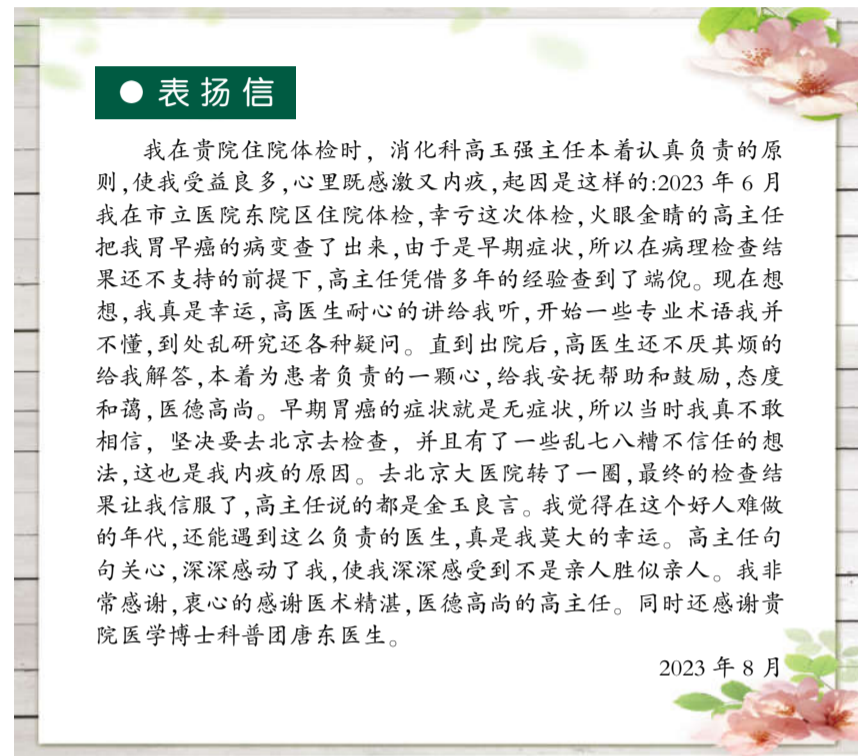 ● 表扬信
我在贵院住院体检时，消化科高玉强主任本着认真负责的原
则,使我受益良多,心里既感激又内疚,起因是这样的:2023 年 6 月
我在市立医院东院区住院体检,幸亏这次体检,火眼金睛的高主任
把我胃早癌的病变查了出来,由于是早期症状,所以在病理检查结
果还不支持的前提下,高主任凭借多年的经验查到了端倪。现在想
想,我真是幸运,高医生耐心的讲给我听,开始一些专业术语我并
不懂,到处乱研究还各种疑问。直到出院后,高医生还不厌其烦的
给我解答,本着为患者负责的一颗心,给我安抚帮助和鼓励,态度
和蔼,医德高尚。早期胃癌的症状就是无症状,所以当时我真不敢
相信，坚决要去北京去检查，并且有了一些乱七八糟不信任的想
法,这也是我内疚的原因。去北京大医院转了一圈,最终的检查结
果让我信服了,高主任说的都是金玉良言。我觉得在这个好人难做
的年代,还能遇到这么负责的医生,真是我莫大的幸运。高主任句
句关心,深深感动了我,使我深深感受到不是亲人胜似亲人。我非
常感谢,衷心的感谢医术精湛,医德高尚的高主任。同时还感谢贵
院医学博士科普团唐东医生。
2023 年 8 月